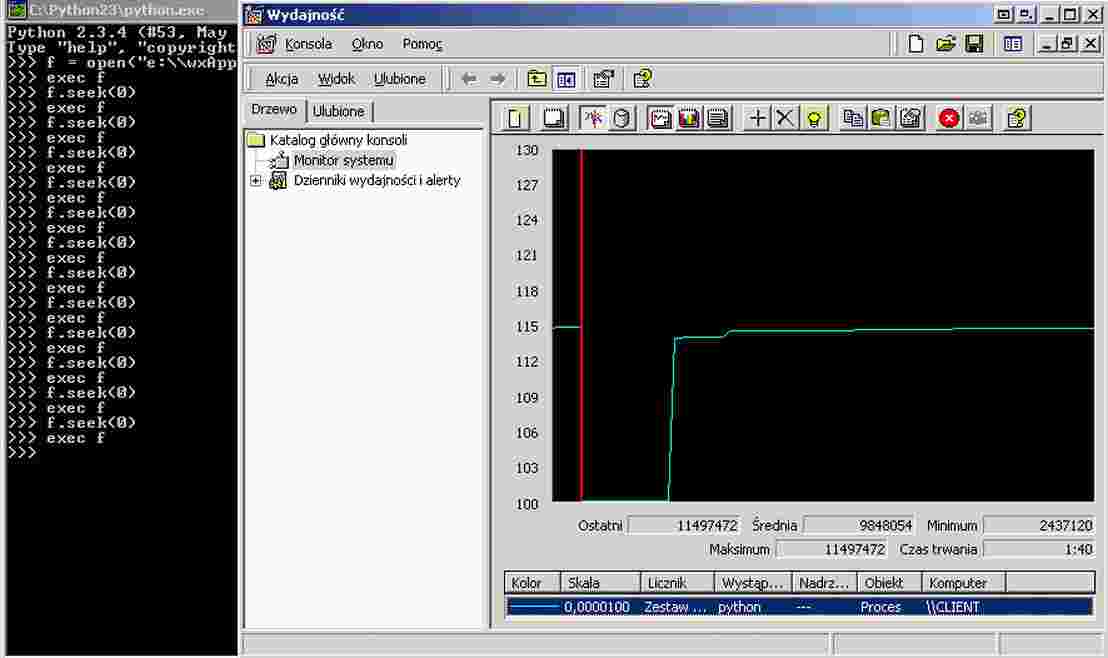 C:\Python23\python.exe
Python 2.3.4 (#53, May
Type "help", "copyright
>>> f = open("e:\\wxApp
>>> exec f
>>> f.seek(0)
>>> exec f
>>> f.seek(0)
>>> exec f
>>> f.seek(0)
>>> exec f
>>> f.seek(0)
>>> exec f
>>> f.seek(0)
>>> exec f
>>> f.seek(0)
>>> exec f
>>> f.seek(0)
>>> exec f
>>> f.seek(0)
>>> exec f
>>> f.seek(0)
>>> exec f
>>> f.seek(0)
>>> exec f
>>> f.seek(0)
>>> exec f
>>> f.seek(0)
>>> exec f
>>>
Wydajność
Konsola Okno Pomoc
Akcja Widok Ulubione
Drzewo Ulubione
Katalog główny konsoli
Monitor systemu
Dzienniki wydajności i alerty
130
127
124
121
118
115
112
109
106
103
100
Ostatni 11497472 Średnia 9848054 Minimum 2437120
Maksimum 11497472 Czas trwania 1:40
Kolor Skala Licznik Wystąp... Nadrz... Obiekt Komputer
0,0000100 Zestaw ... python --- Proces \\CLIENT